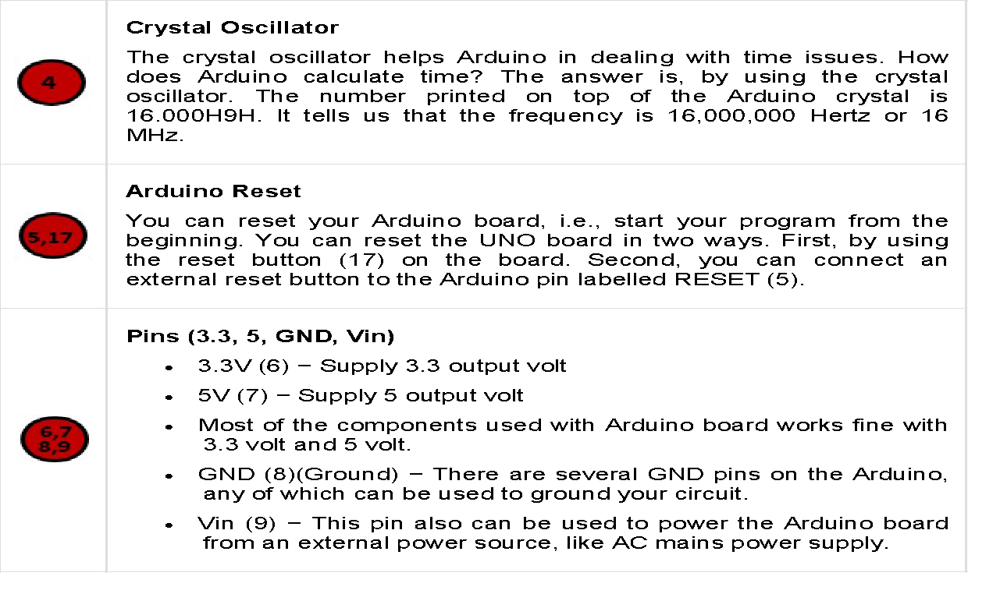 Crystal Oscillator
4
The crystal oscillator helps Arduino in dealing with time issues. How
does Arduino calculate time? The answer is, by using the crystal
oscillator. The number printed on top of the Arduino crystal is
16.000H9H. It tells us that the frequency is 16,000,000 Hertz or 16
MHz.
Arduino Reset
5,17
You can reset your Arduino board, i.e., start your program from the
beginning. You can reset the UNO board in two ways. First, by using
the reset button (17) on the board. Second, you can connect an
external reset button to the Arduino pin labelled RESET (5).
Pins (3.3, 5, GND, Vin)
6,7
8,9
• 3.3V (6) − Supply 3.3 output volt
• 5V (7) − Supply 5 output volt
• Most of the components used with Arduino board works fine with
3.3 volt and 5 volt.
• GND (8)(Ground) − There are several GND pins on the Arduino,
any of which can be used to ground your circuit.
• Vin (9) − This pin also can be used to power the Arduino board
from an external power source, like AC mains power supply.